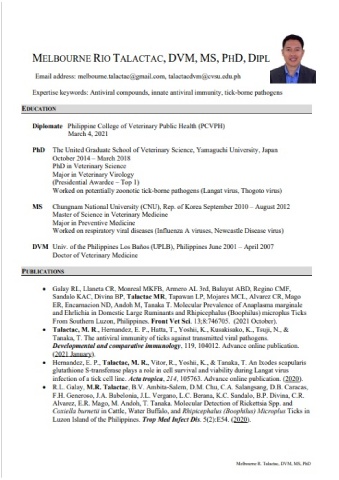 MELBOURNE RIO TALACTAC, DVM, MS, PHD, DIPL
Email address: melbourne.talactac@gmail.com, talactacdvm@cvsu.edu.ph
Expertise keywords: Antiviral compounds, innate antiviral immunity, tick-borne pathogens
EDUCATION
Diplomate Philippine College of Veterinary Public Health (PCVPH)
March 4, 2021
PhD The United Graduate School of Veterinary Science, Yamaguchi University, Japan
October 2014 – March 2018
PhD in Veterinary Science
Major in Veterinary Virology
(Presidential Awardee – Top 1)
Worked on potentially zoonotic tick-borne pathogens (Langat virus, Thogoto virus)
MS Chungnam National University (CNU), Rep. of Korea September 2010 – August 2012
Master of Science in Veterinary Medicine
Major in Preventive Medicine
Worked on respiratory viral diseases (Influenza A viruses, Newcastle Disease virus)
DVM Univ. of the Philippines Los Baños (UPLB), Philippines June 2001 – April 2007
Doctor of Veterinary Medicine
PUBLICATIONS
• Galay RL, Llaneta CR, Monreal MKFB, Armero AL 3rd, Baluyut ABD, Regino CMF,
Sandalo KAC, Divina BP, Talactac MR, Tapawan LP, Mojares MCL, Alvarez CR, Mago
ER, Encarnacion ND, Andoh M, Tanaka T. Molecular Prevalence of Anaplasma marginale
and Ehrlichia in Domestic Large Ruminants and Rhipicephalus (Boophilus) microplus Ticks
From Southern Luzon, Philippines. Front Vet Sci. 13;8:746705. (2021 October).
• Talactac, M. R., Hernandez, E. P., Hatta, T., Yoshii, K., Kusakisako, K., Tsuji, N., &
Tanaka, T. The antiviral immunity of ticks against transmitted viral pathogens.
Developmental and comparative immunology, 119, 104012. Advance online publication.
(2021 January).
• Hernandez, E. P., Talactac, M. R., Vitor, R., Yoshii, K., & Tanaka, T. An Ixodes scapularis
glutathione S-transferase plays a role in cell survival and viability during Langat virus
infection of a tick cell line. Acta tropica, 214, 105763. Advance online publication. (2020).
• R.L. Galay, M.R. Talactac, B.V. Ambita-Salem, D.M. Chu, C.A. Salangsang, D.B. Caracas,
F.H. Generoso, J.A. Babelonia, J.L. Vergano, L.C. Berana, K.C. Sandalo, B.P. Divina, C.R.
Alvarez, E.R. Mago, M. Andoh, T. Tanaka. Molecular Detection of Rickettsia Spp. and
Coxiella burnetii in Cattle, Water Buffalo, and Rhipicephalus (Boophilus) Microplus Ticks in
Luzon Island of the Philippines. Trop Med Infect Dis. 5(2):E54. (2020).
Melbourne R. Talactac, DVM, MS, PhD